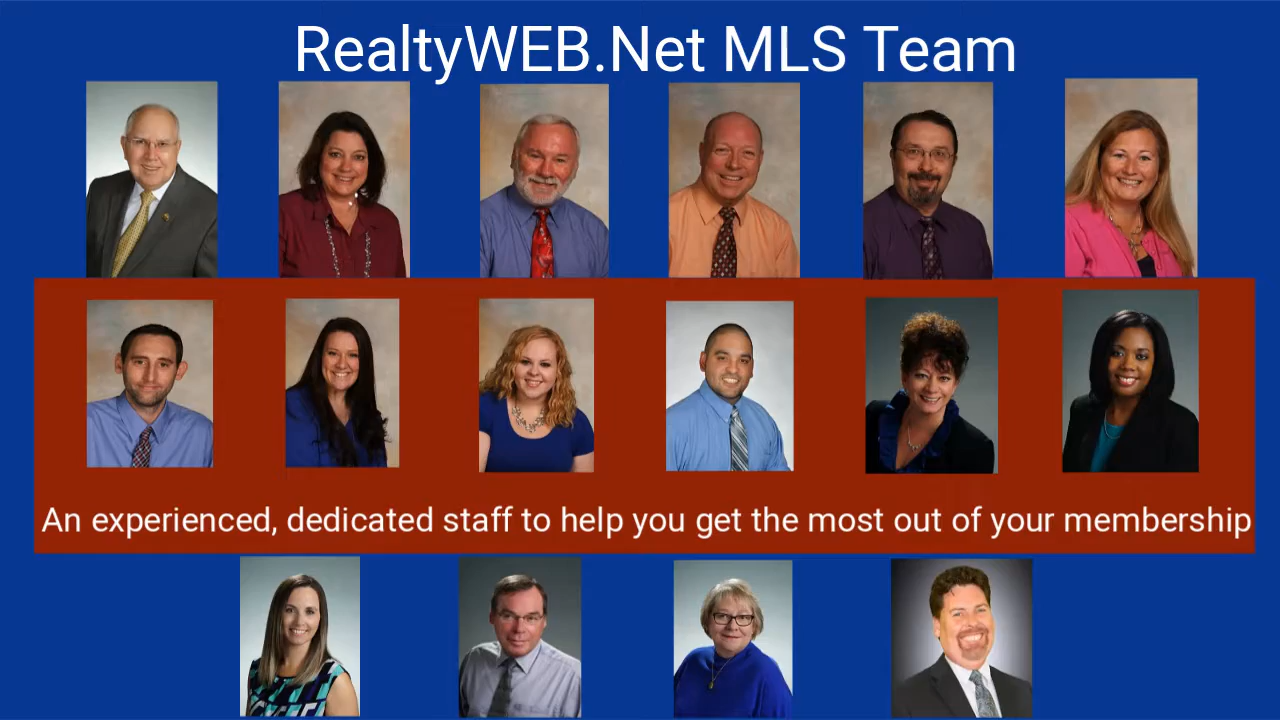 RealtyWEB.Net MLS Team
An experienced, dedicated staff to help you get the most out of your membership